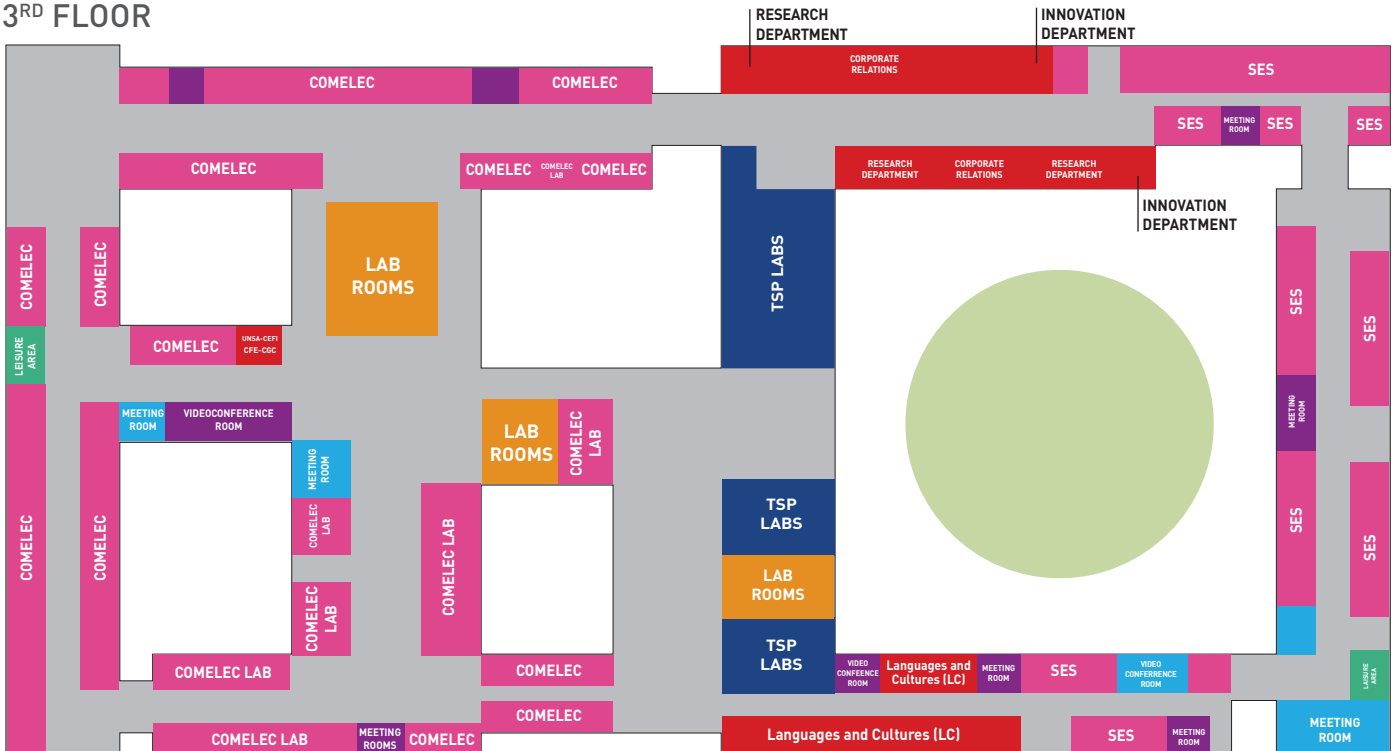 3RD FLOOR
RESEARCH
DEPARTMENT
INNOVATION
DEPARTMENT
CORPORATE
RELATIONS
COMELEC
COMELEC
SES
SES
MEETING
ROOM
SES
SES
COMELEC
COMELEC
COMELEC
LAB
COMELEC
RESEARCH
DEPARTMENT
CORPORATE
RELATIONS
RESEARCH
DEPARTMENT
INNOVATION
DEPARTMENT
COMELEC
COMELEC
LAB
ROOMS
TSP LABS
SES
SES
LEISURE
AREA
COMELEC
UNSA-CEFI
CFE-CGC
MEETING
ROOM
VIDEOCONFERENCE
ROOM
LAB
ROOMS
COMELEC
LAB
MEETING
ROOM
MEETING
ROOM
COMELEC
COMELEC
COMELEC
LAB
COMELEC LAB
TSP
LABS
SES
SES
LAB
ROOMS
COMELEC
LAB
TSP
LABS
COMELEC LAB
COMELEC
VIDEO
CONFEENCE
ROOM
Languages and
Cultures (LC)
MEETING
ROOM
SES
VIDEO
CONFERRENCE
ROOM
LAISURE
AREA
COMELEC
COMELEC LAB
MEETING
ROOMS
COMELEC
Languages and Cultures (LC)
SES
MEETING
ROOM
MEETING
ROOM